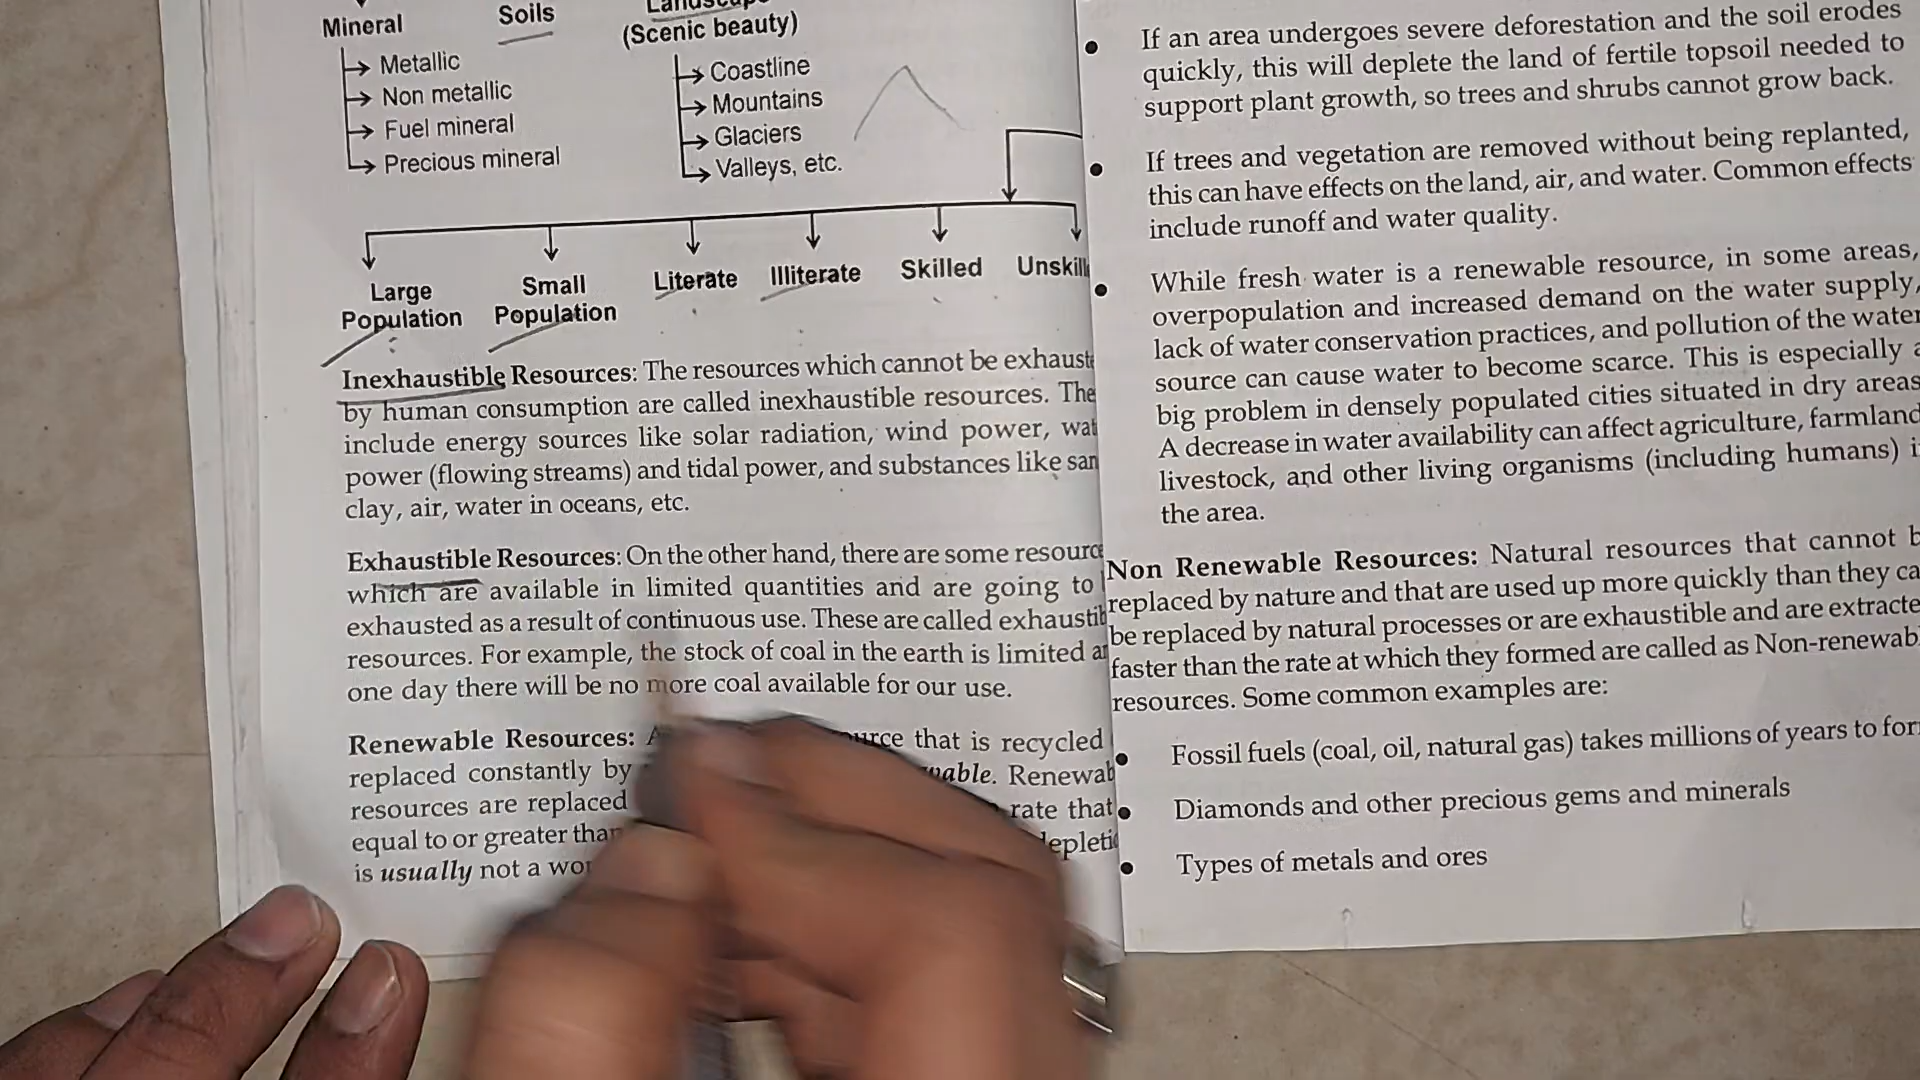 Mineral
Soils
(Scenic beauty)
Metallic
Non metallic
Fuel mineral
Precious mineral
Coastline
Mountains
Glaciers
Valleys, etc.
Large
Population
Small
Population
Literate
Illiterate
Skilled
Inexhaustible Resources: The resources which cannot be
by human consumption are called inexhaustible resources.
include energy sources like solar radiation, wind power,
power (flowing streams) and tidal power, and substances like
clay, air, water in oceans, etc.
Exhaustible Resources: On the other hand, there are some
which are available in limited quantities and are going to
exhausted as a result of continuous use. These are called
resources. For example, the stock of coal in the earth is limited
one day there will be no more coal available for our use.
Renewable Resources: that is recycled
replaced constantly by
resources are replaced rate that
equal to or greater
is usually not a
If an area undergoes severe deforestation and the soil erodes
quickly, this will deplete the land of fertile topsoil needed to
support plant growth, so trees and shrubs cannot grow back.
If trees and vegetation are removed without being replanted,
this can have effects on the land, air, and water. Common effects
include runoff and water quality.
While fresh water is a renewable resource, in some areas,
overpopulation and increased demand on the water supply,
lack of water conservation practices, and pollution of the water
source can cause water to become scarce. This is especially
big problem in densely populated cities situated in dry areas
A decrease in water availability can affect agriculture, farmland
livestock, and other living organisms (including humans)
the area.
Non Renewable Resources: Natural resources that cannot
replaced by nature and that are used up more quickly than they
be replaced by natural processes or are exhaustible and are
faster than the rate at which they formed are called as
resources. Some common examples are:
Fossil fuels (coal, oil, natural gas) takes millions of years to
Diamonds and other precious gems and minerals
Types of metals and ores